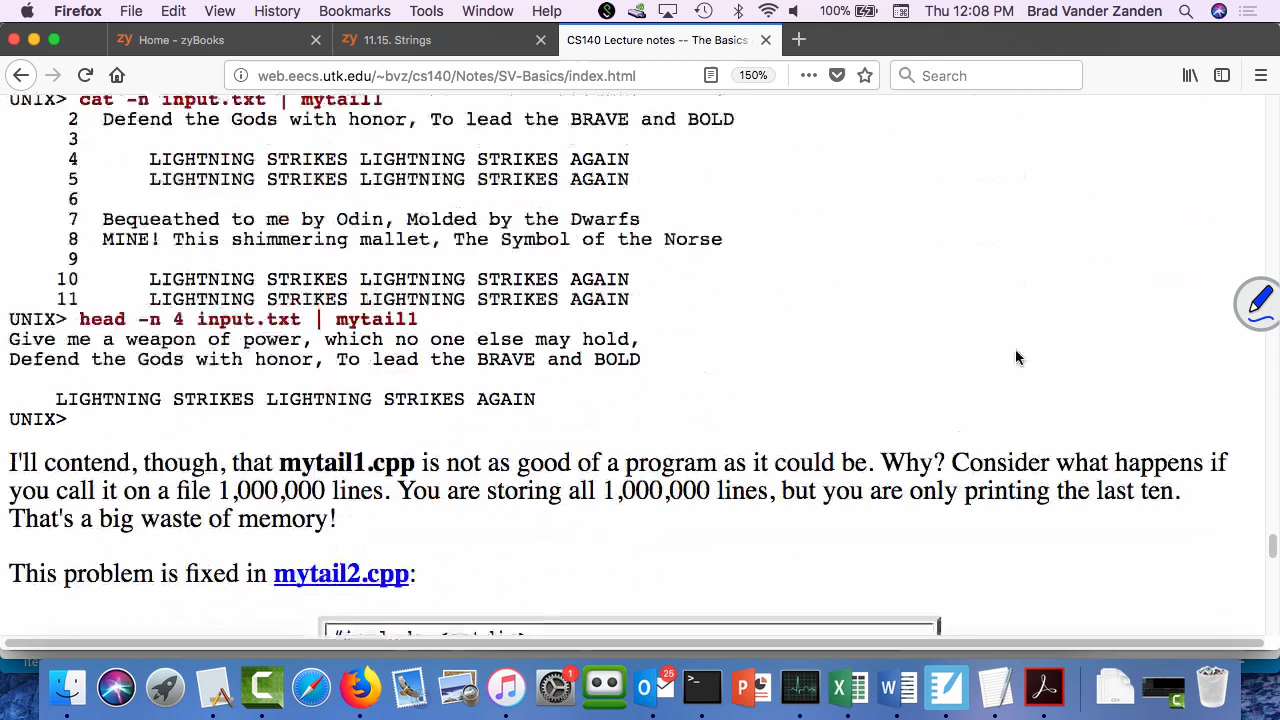 Firefox File Edit View History Bookmarks Tools Window Help S 100% Thu 12:08 PM Brad Vander Zanden
zy Home - zyBooks × zy 11.15. Strings × CS140 Lecture notes -- The Basics × +
web.eecs.utk.edu/~bvz/cs140/Notes/SV-Basics/index.html 150% Search
UNIX> cat -n input.txt | mytail1
2 Defend the Gods with honor, To lead the BRAVE and BOLD
3
4 LIGHTNING STRIKES LIGHTNING STRIKES AGAIN
5 LIGHTNING STRIKES LIGHTNING STRIKES AGAIN
6
7 Bequeathed to me by Odin, Molded by the Dwarfs
8 MINE! This shimmering mallet, The Symbol of the Norse
9
10 LIGHTNING STRIKES LIGHTNING STRIKES AGAIN
11 LIGHTNING STRIKES LIGHTNING STRIKES AGAIN
UNIX> head -n 4 input.txt | mytail1
Give me a weapon of power, which no one else may hold,
Defend the Gods with honor, To lead the BRAVE and BOLD
LIGHTNING STRIKES LIGHTNING STRIKES AGAIN
UNIX>
I'll contend, though, that mytail1.cpp is not as good of a program as it could be. Why? Consider what happens if
you call it on a file 1,000,000 lines. You are storing all 1,000,000 lines, but you are only printing the last ten.
That's a big waste of memory!
This problem is fixed in mytail2.cpp:
1 25